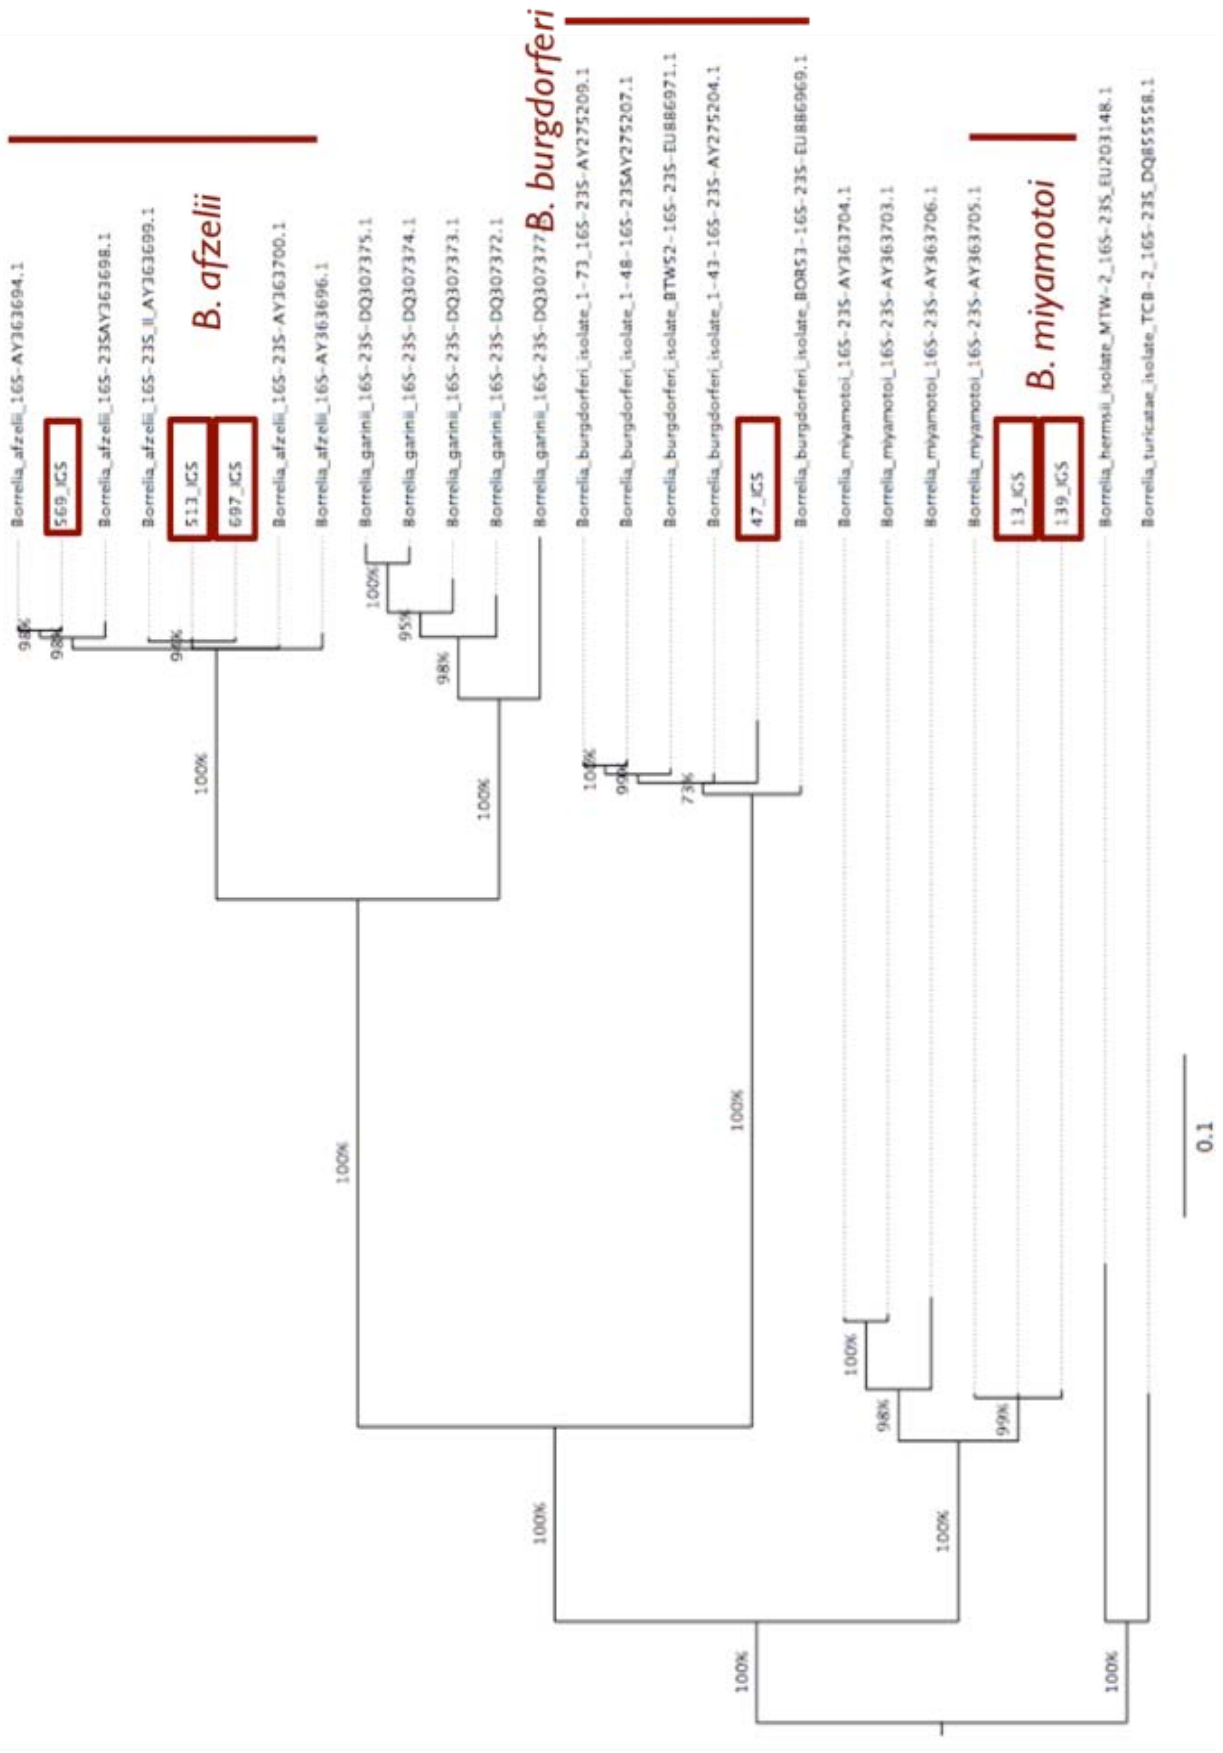 Borrelia_afzelii_16S-AY363694.1
569_IGS
Borrelia_afzelii_16S-23SAY363698.1
Borrelia_afzelii_16S-23S_II_AY363699.1
513_IGS
697_IGS
Borrelia_afzelii_16S-23S-AY363700.1
Borrelia_afzelii_16S-AY363696.1
B. afzelii
Borrelia_garinii_16S-23S-DQ307375.1
Borrelia_garinii_16S-23S-DQ307374.1
Borrelia_garinii_16S-23S-DQ307373.1
Borrelia_garinii_16S-23S-DQ307372.1
Borrelia_garinii_16S-23S-DQ307377
B. burgdorferi
Borrelia_burgdorferi_isolate_1-73_16S-23S-AY275209.1
Borrelia_burgdorferi_isolate_1-48-16S-23SAY275207.1
Borrelia_burgdorferi_isolate_BTWS2-16S-23S-EU886971.1
Borrelia_burgdorferi_isolate_1-43-16S-23S-AY275204.1
47_IGS
Borrelia_burgdorferi_isolate_BOR53-16S-23S-EU886969.1
Borrelia_miyamotoi_16S-23S-AY363704.1
Borrelia_miyamotoi_16S-23S-AY363703.1
Borrelia_miyamotoi_16S-23S-AY363706.1
Borrelia_miyamotoi_16S-23S-AY363705.1
13_IGS
139_IGS
B. miyamotoi
Borrelia_hermsii_isolate_MTW-2_16S-23S_EU203148.1
Borrelia_turicatae_isolate_TCB-2_16S-23S_DQ855558.1
98%
98%
94%
100%
100%
95%
98%
100%
100%
100%
99%
73%
100%
100%
100%
98%
99%
100%
100%
100%
0.1